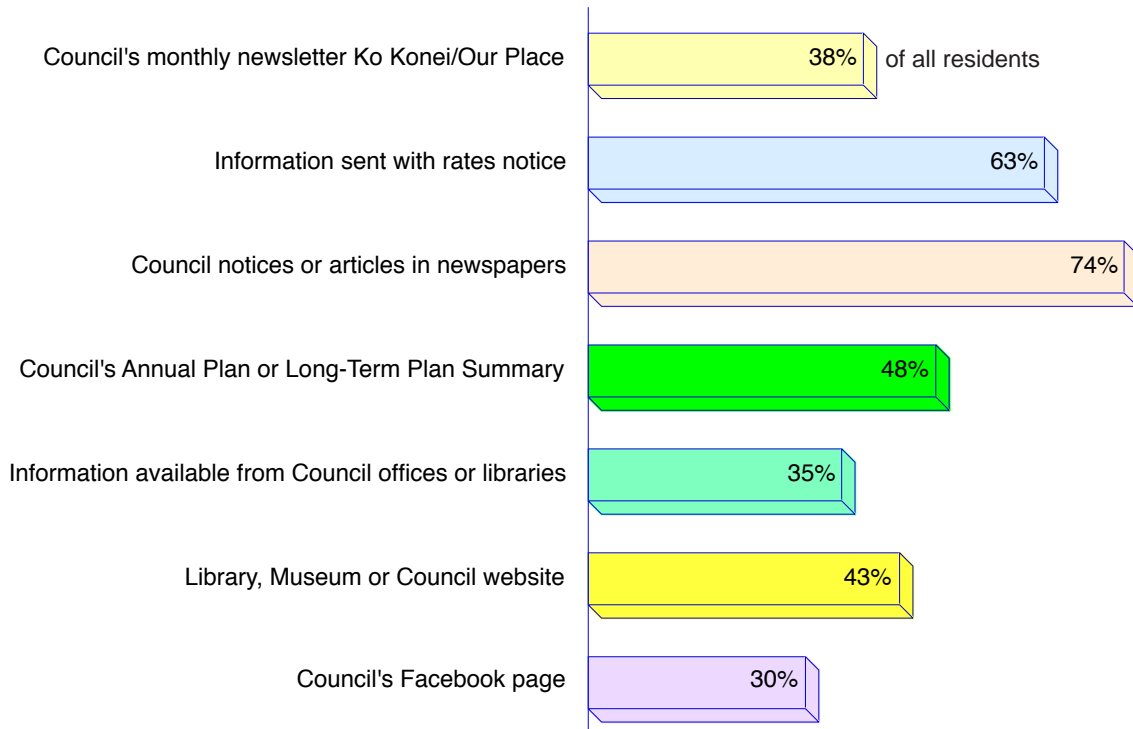 Council's monthly newsletter Ko Konei/Our Place 38% of all residents
Information sent with rates notice 63%
Council notices or articles in newspapers 74%
Council's Annual Plan or Long-Term Plan Summary 48%
Information available from Council offices or libraries 35%
Library, Museum or Council website 43%
Council's Facebook page 30%